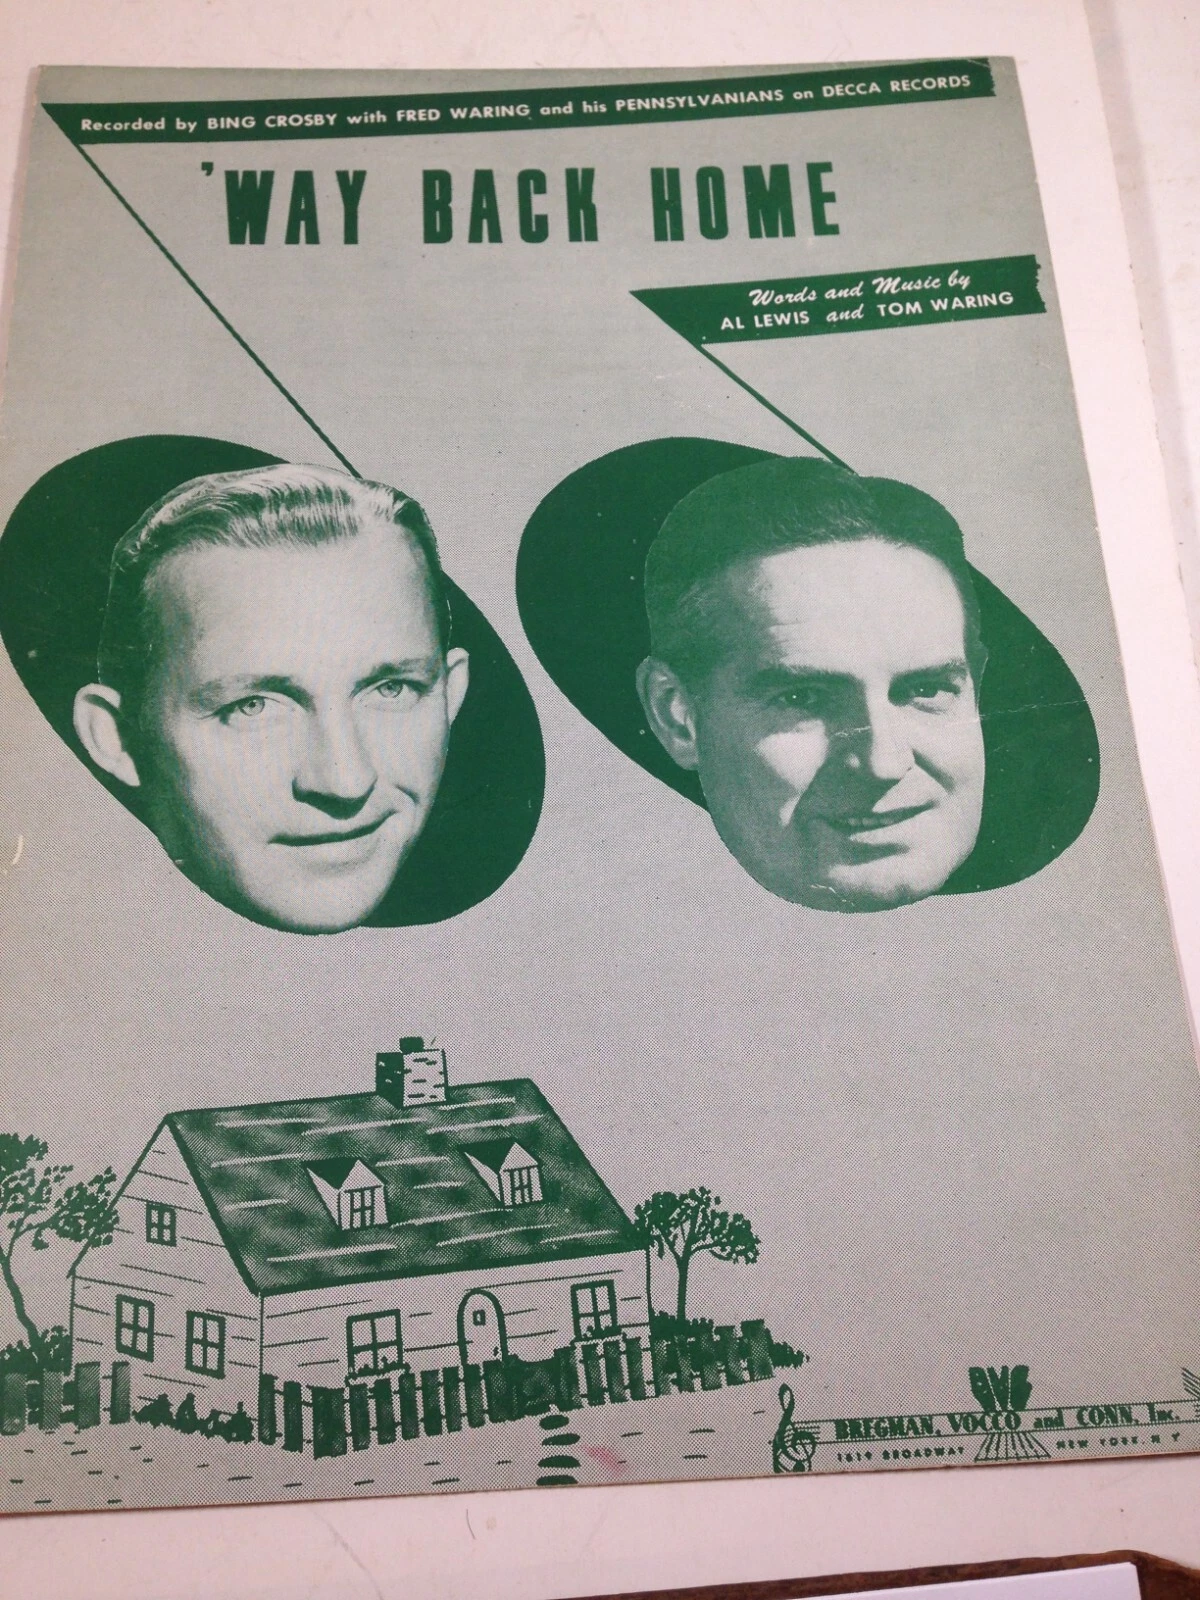 Recorded by BING CROSBY with FRED WARING and his PENNSYLVANIANS on DECCA RECORDS
'WAY BACK HOME
Words and Music by
AL LEWIS and TOM WARING
BVC
BREGMAN, VOCCO and CONN, Inc.
1619 BROADWAY NEW YORK, N Y